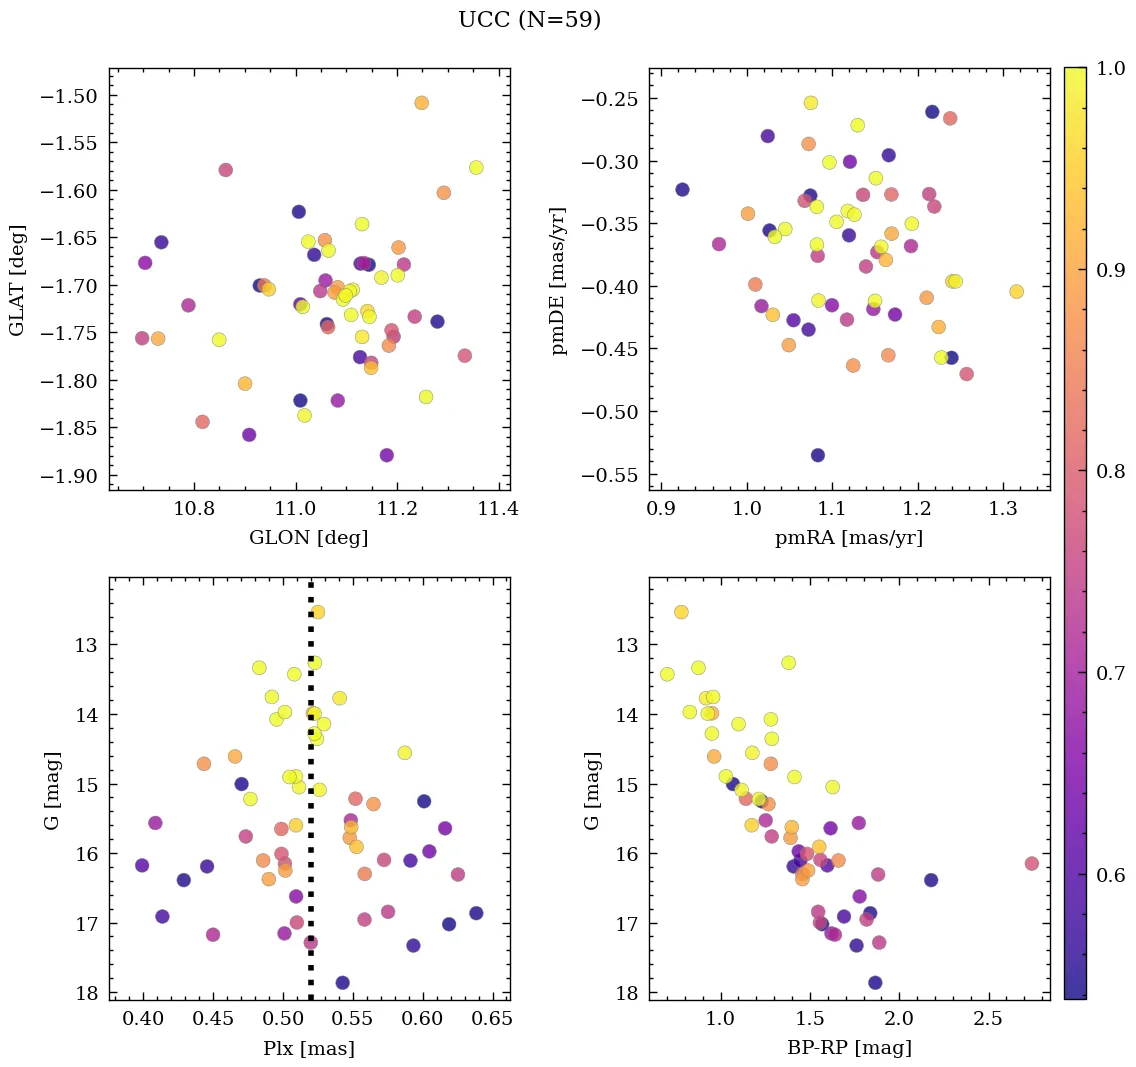 UCC (N=59)
−1.50
−1.55
−1.60
−1.65
−1.70
−1.75
−1.80
−1.85
−1.90
GLAT [deg]
10.8 11.0 11.2 11.4
GLON [deg]
−0.25
−0.30
−0.35
−0.40
−0.45
−0.50
−0.55
pmDE [mas/yr]
0.9 1.0 1.1 1.2 1.3
pmRA [mas/yr]
13
14
15
16
17
18
G [mag]
0.40 0.45 0.50 0.55 0.60 0.65
Plx [mas]
13
14
15
16
17
18
G [mag]
1.0 1.5 2.0 2.5
BP-RP [mag]
1.0
0.9
0.8
0.7
0.6